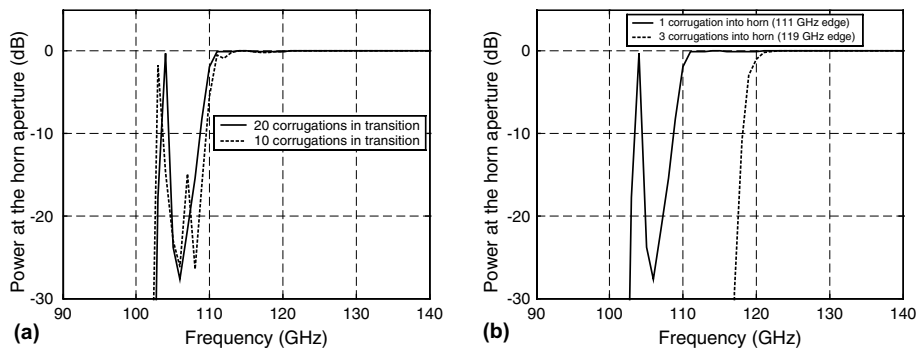 Power at the horn aperture (dB)
0
-10
-20
-30
20 corrugations in transition
10 corrugations in transition
90
100
110
120
130
140
Frequency (GHz)
(a)
Power at the horn aperture (dB)
0
-10
-20
-30
1 corrugation into horn (111 GHz edge)
3 corrugations into horn (119 GHz edge)
90
100
110
120
130
140
Frequency (GHz)
(b)